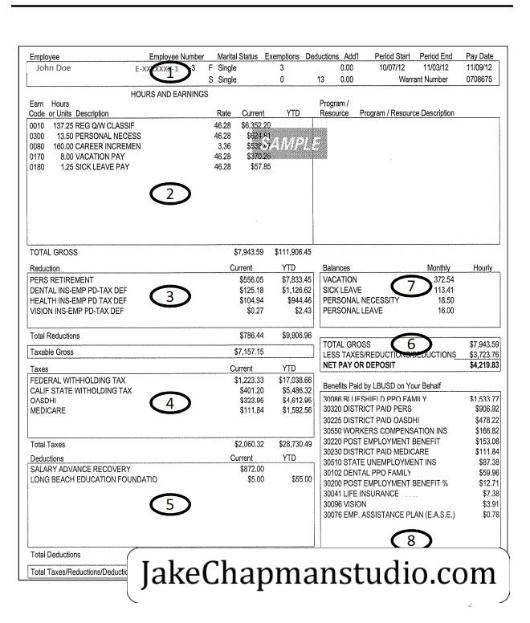 Employee Employee Number Marital Status Exemptions Deductions Addl Period Start Period End Pay Date
John Doe 3 F Single 3 0.00 10/07/12 11/03/12 11/09/12
1
S Single 0 13 0.00 Warrant Number 0708675
HOURS AND EARNINGS
Earn Hours Program /
Code or Units Description Rate Current YTD Resource Program / Resource Description
0010 137.25 REG Q/W CLASSIF 46.28 $6,352.20
0300 13.50 PERSONAL NECESS 46.28
SAMPLE
0080 160.00 CAREER INCREMEN 3.36
0170 8.00 VACATION PAY 46.28
0180 1.25 SICK LEAVE PAY 46.28 $57.85
2
TOTAL GROSS $7,943.59 $111,906.45
Reduction Current YTD
PERS RETIREMENT $556.05 $7,833.45
DENTAL INS-EMP PD-TAX DEF $125.18 $1,126.62
HEALTH INS-EMP PD-TAX DEF $104.94 $944.46
VISION INS-EMP PD-TAX DEF $0.27 $2.43
3
Total Reductions $786.44 $9,906.96
Taxable Gross $7,157.15
Taxes Current YTD
FEDERAL WITHHOLDING TAX $1,223.33 $17,038.66
CALIF STATE WITHOLDING TAX $401.20 $5,486.32
OASDHI $323.95 $4,612.95
MEDICARE $111.84 $1,592.56
4
Total Taxes $2,060.32 $28,730.49
Deductions Current YTD
SALARY ADVANCE RECOVERY $872.00
LONG BEACH EDUCATION FOUNDATIO $5.00 $55.00
5
Total Deductions
Total Taxes/Reductions/Deductio
Balances Monthly Hourly
7
VACATION 372.54
SICK LEAVE 113.41
PERSONAL NECESSITY 16.50
PERSONAL LEAVE 16.00
6
TOTAL GROSS $7,943.59
LESS TAXES/REDUCTIONS/DEDUCTIONS $3,723.76
NET PAY OR DEPOSIT $4,219.83
Benefits Paid by LBUSD on Your Behalf
30086 BLUESHIELD PPO FAMILY $1,533.77
30320 DISTRICT PAID PERS $906.92
30225 DISTRICT PAID OASDHI $478.22
30550 WORKERS COMPENSATION INS $166.82
30220 POST EMPLOYMENT BENEFIT $153.08
30230 DISTRICT PAID MEDICARE $111.84
30510 STATE UNEMPLOYMENT INS $87.38
30102 DENTAL PPO FAMILY $59.96
30200 POST EMPLOYMENT BENEFIT % $12.71
30041 LIFE INSURANCE $7.38
30096 VISION $3.91
30076 EMP. ASSISTANCE PLAN (E.A.S.E.) $0.78
8
JakeChapmanstudio.com